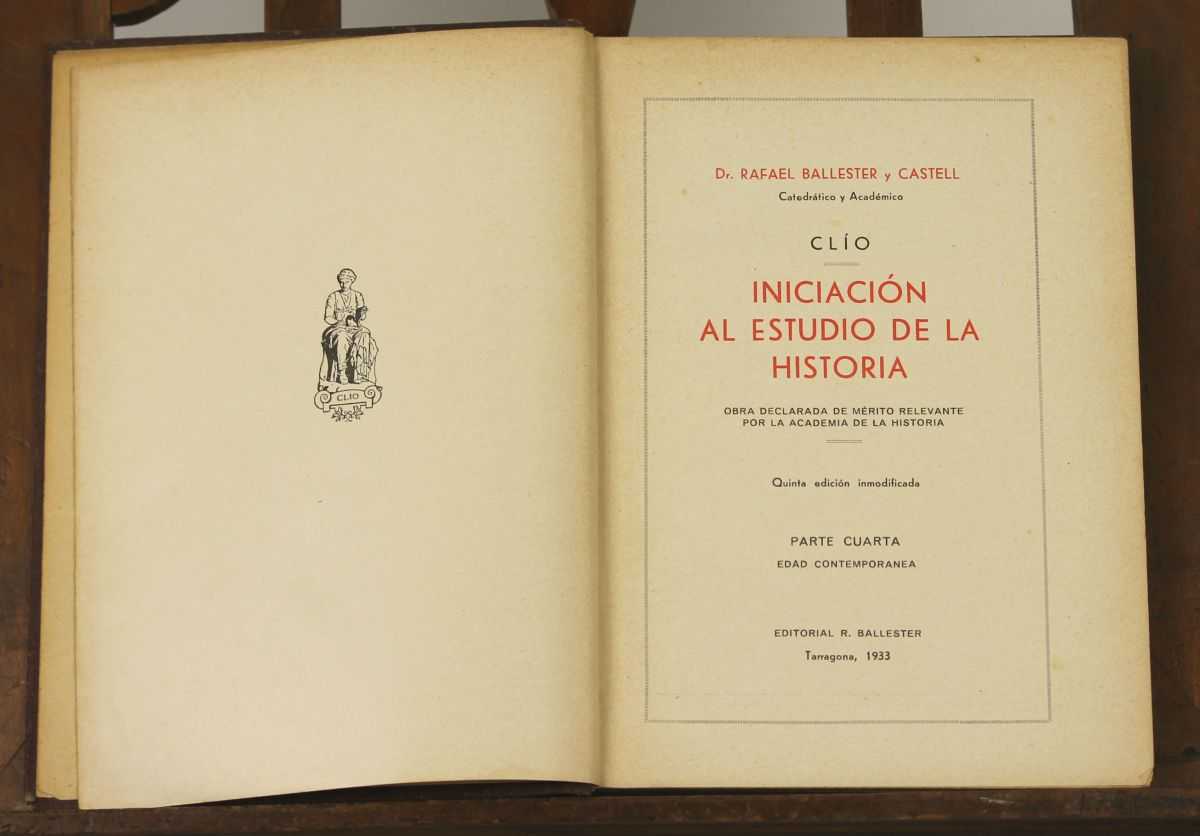 CLIO
Dr. RAFAEL BALLESTER y CASTELL
Catedrático y Académico
CLÍO
INICIACIÓN
AL ESTUDIO DE LA
HISTORIA
OBRA DECLARADA DE MÉRITO RELEVANTE
POR LA ACADEMIA DE LA HISTORIA
Quinta edición inmodificada
PARTE CUARTA
EDAD CONTEMPORANEA
EDITORIAL R. BALLESTER
Tarragona, 1933